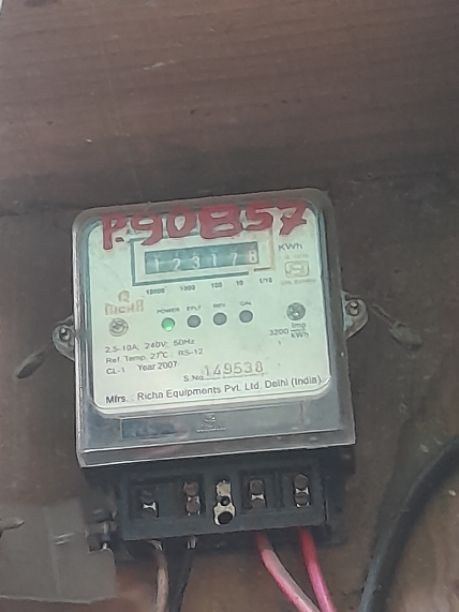 P.90857
123178
KWh
10000 1000 100 10 1/10
RICHA
POWER EPLT REV CAL
3200 imp/kWh
2.5-10A, 240V; 50Hz
Ref. Temp. 27°C RS-12
CL-1 Year 2007
S.No. 149538
Mfrs. : Richa Equipments Pvt. Ltd. Delhi (India)